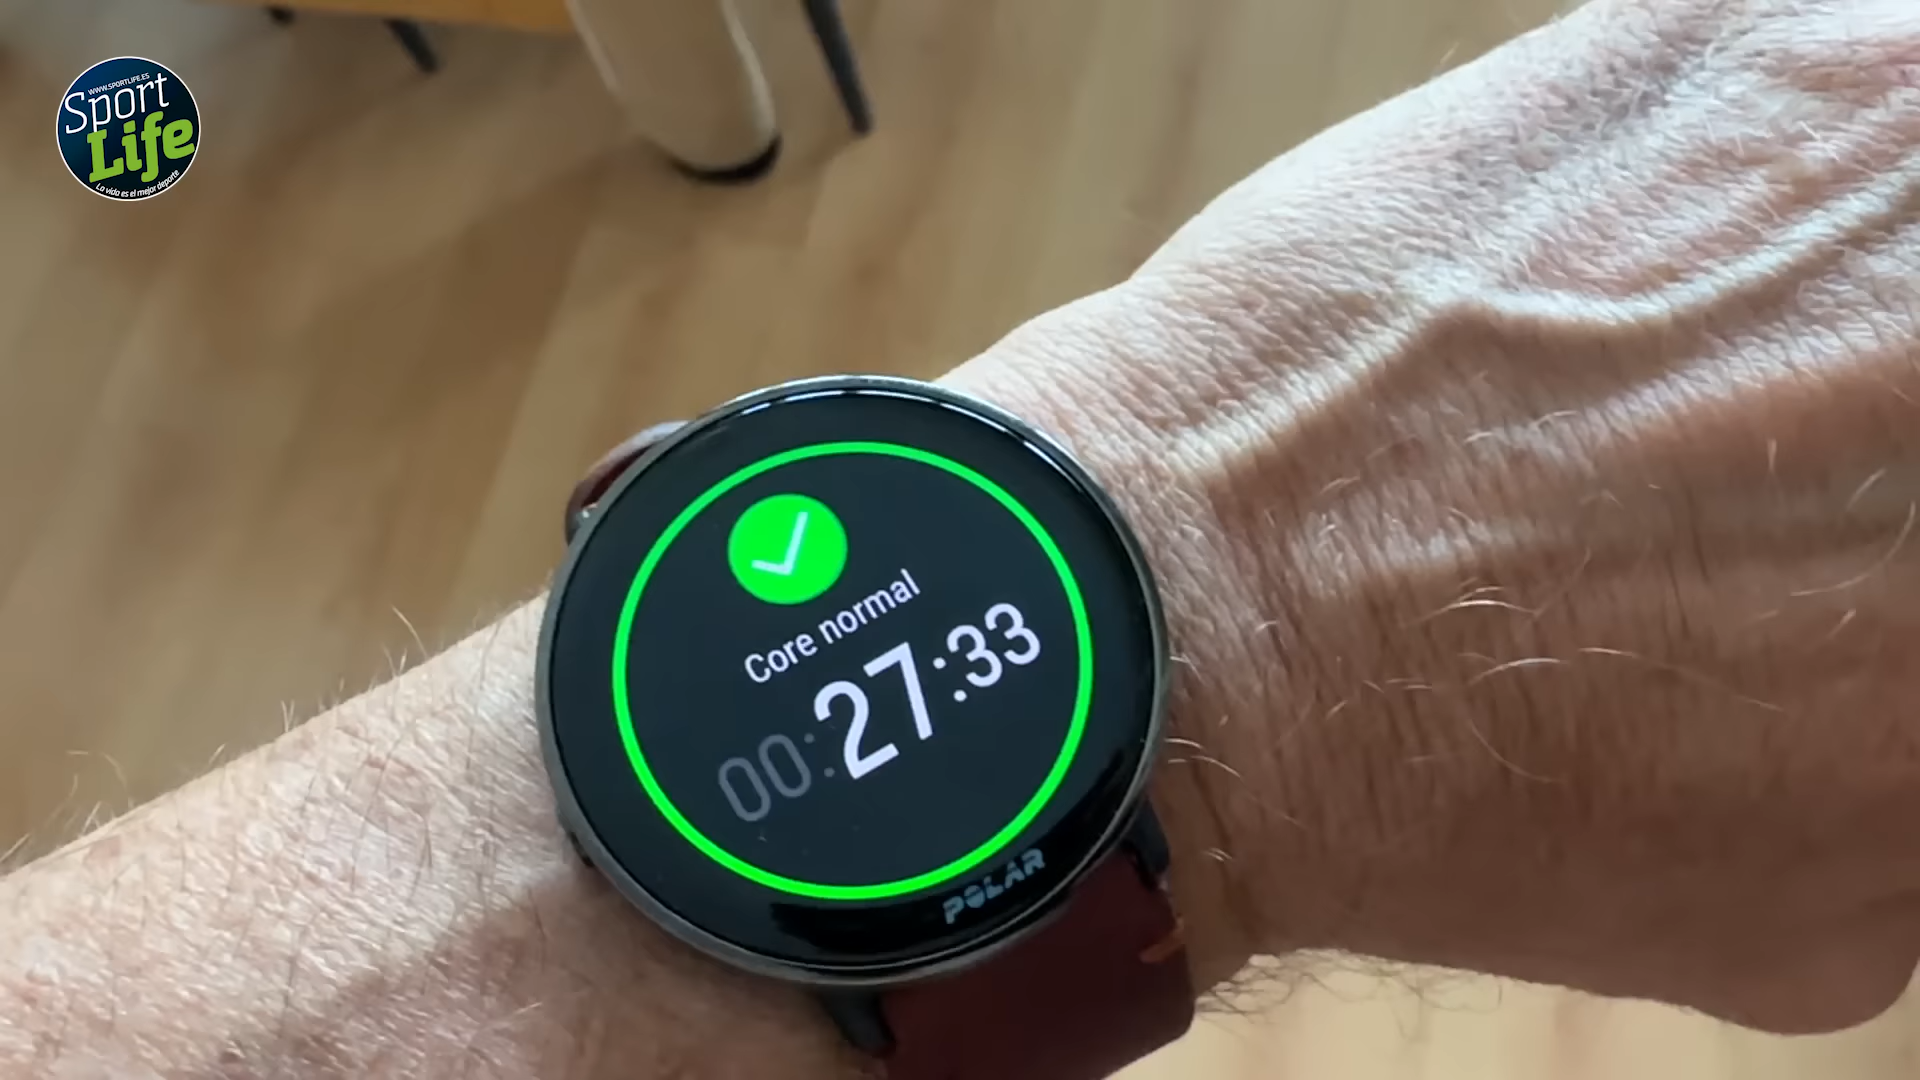 WWW.SPORTLIFE.ES
Sport
Life
La vida es el mejor deporte
Core normal
00:27:33
POLAR